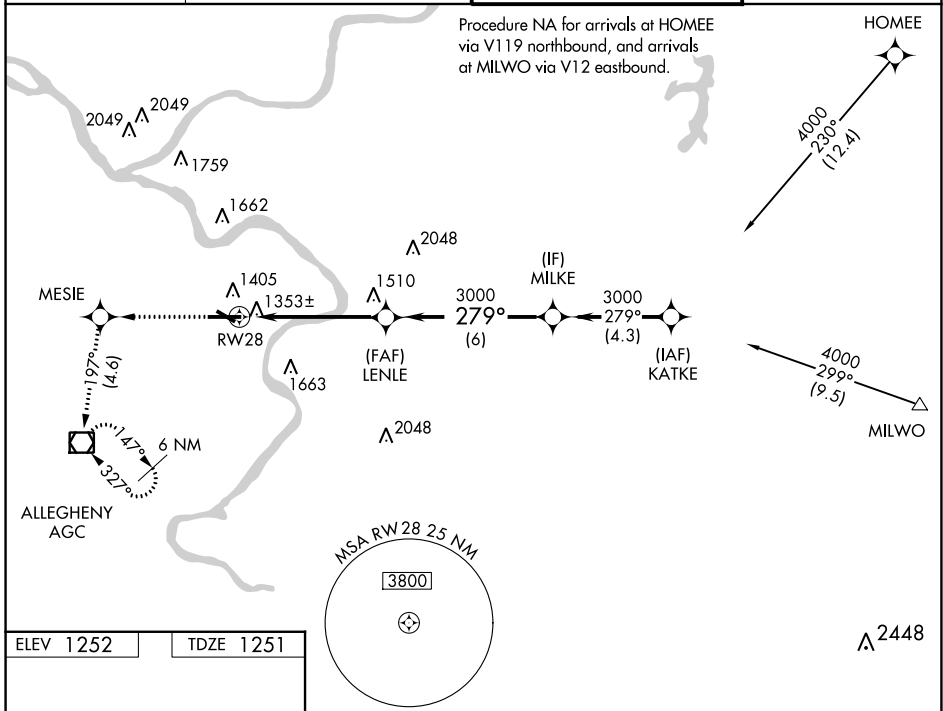 Procedure NA for arrivals at HOMEE
via V119 northbound, and arrivals
at MILWO via V12 eastbound.
HOMEE
4000
230°
(12.4)
2049
2049
1759
1662
2048
(IF)
MILKE
MESIE
1405
1353±
1510
RW28
3000
279°
(6)
3000
279°
(4.3)
(FAF)
LENLE
(IAF)
KATKE
197°
(4.6)
1663
4000
299°
(9.5)
MILWO
2048
147°
6 NM
327°
ALLEGHENY
AGC
MSA RW28 25 NM
3800
ELEV 1252
TDZE 1251
2448